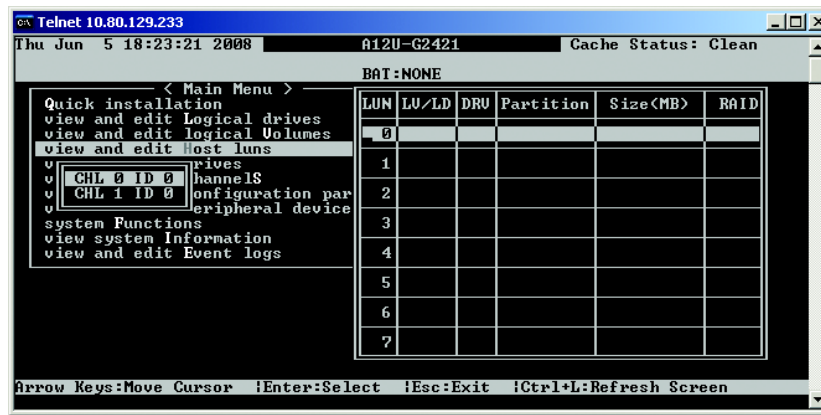 Telnet 10.80.129.233
Thu Jun 5 18:23:21 2008 A12U-G2421 Cache Status: Clean
BAT:NONE
< Main Menu >
Quick installation
view and edit Logical drives
view and edit logical Volumes
view and edit Host luns
v rives
v CHL 0 ID 0 hannelS
v CHL 1 ID 0 onfiguration par
v eripheral device
system Functions
view system Information
view and edit Event logs
LUN LV/LD DRV Partition Size(MB) RAID
0
1
2
3
4
5
6
7
Arrow Keys:Move Cursor |Enter:Select |Esc:Exit |Ctrl+L:Refresh Screen